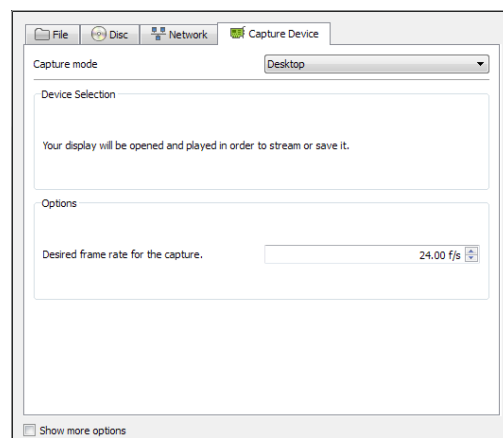 File Disc Network Capture Device
Capture mode Desktop
Device Selection
Your display will be opened and played in order to stream or save it.
Options
Desired frame rate for the capture. 24.00 f/s
Show more options